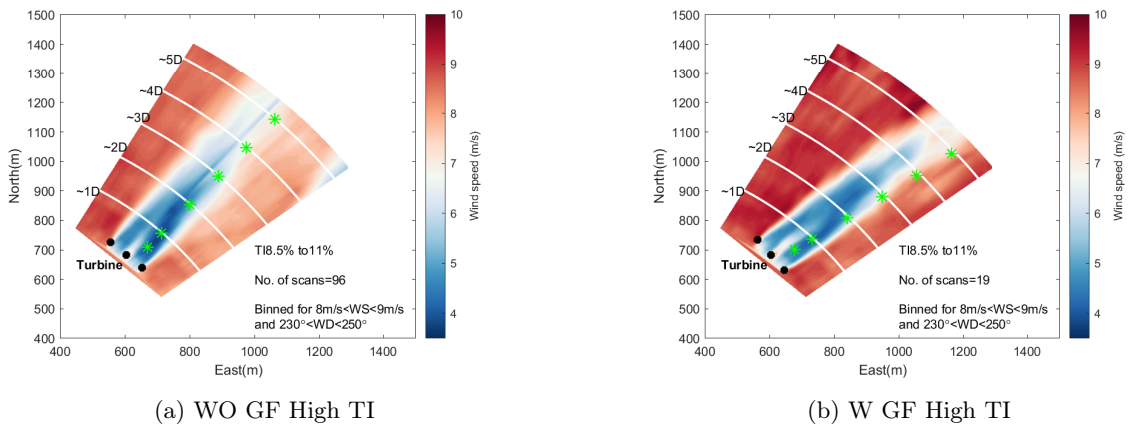 1500
1400
1300
1200
1100
1000
900
800
700
600
500
400
North(m)
400 600 800 1000 1200 1400
East(m)
~5D
~4D
~3D
~2D
~1D
Turbine
TI8.5% to11%
No. of scans=96
Binned for 8m/s<WS<9m/s
and 230°<WD<250°
10
9
8
7
6
5
4
Wind speed (m/s)
(a) WO GF High TI
1500
1400
1300
1200
1100
1000
900
800
700
600
500
400
North(m)
400 600 800 1000 1200 1400
East(m)
~5D
~4D
~3D
~2D
~1D
Turbine
TI8.5% to11%
No. of scans=19
Binned for 8m/s<WS<9m/s
and 230°<WD<250°
10
9
8
7
6
5
4
Wind speed (m/s)
(b) W GF High TI